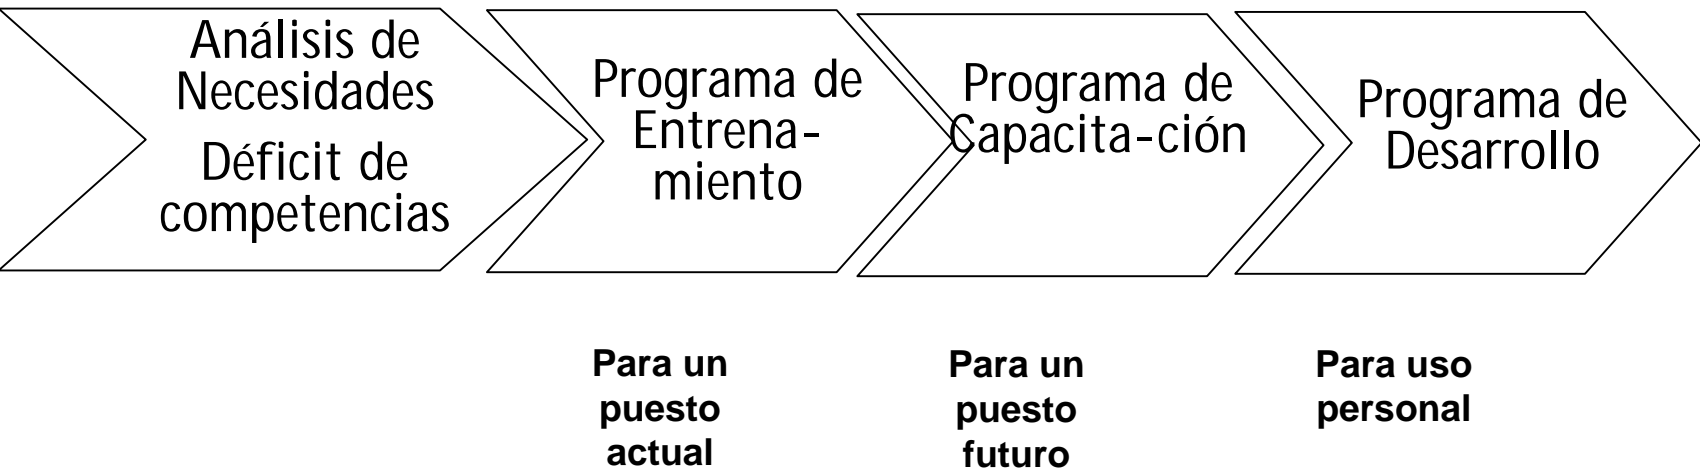 Análisis de
Necesidades
Déficit de
competencias
Programa de
Entrena-
miento
Programa de
Capacita-ción
Programa de
Desarrollo
Para un
puesto
actual
Para un
puesto
futuro
Para uso
personal